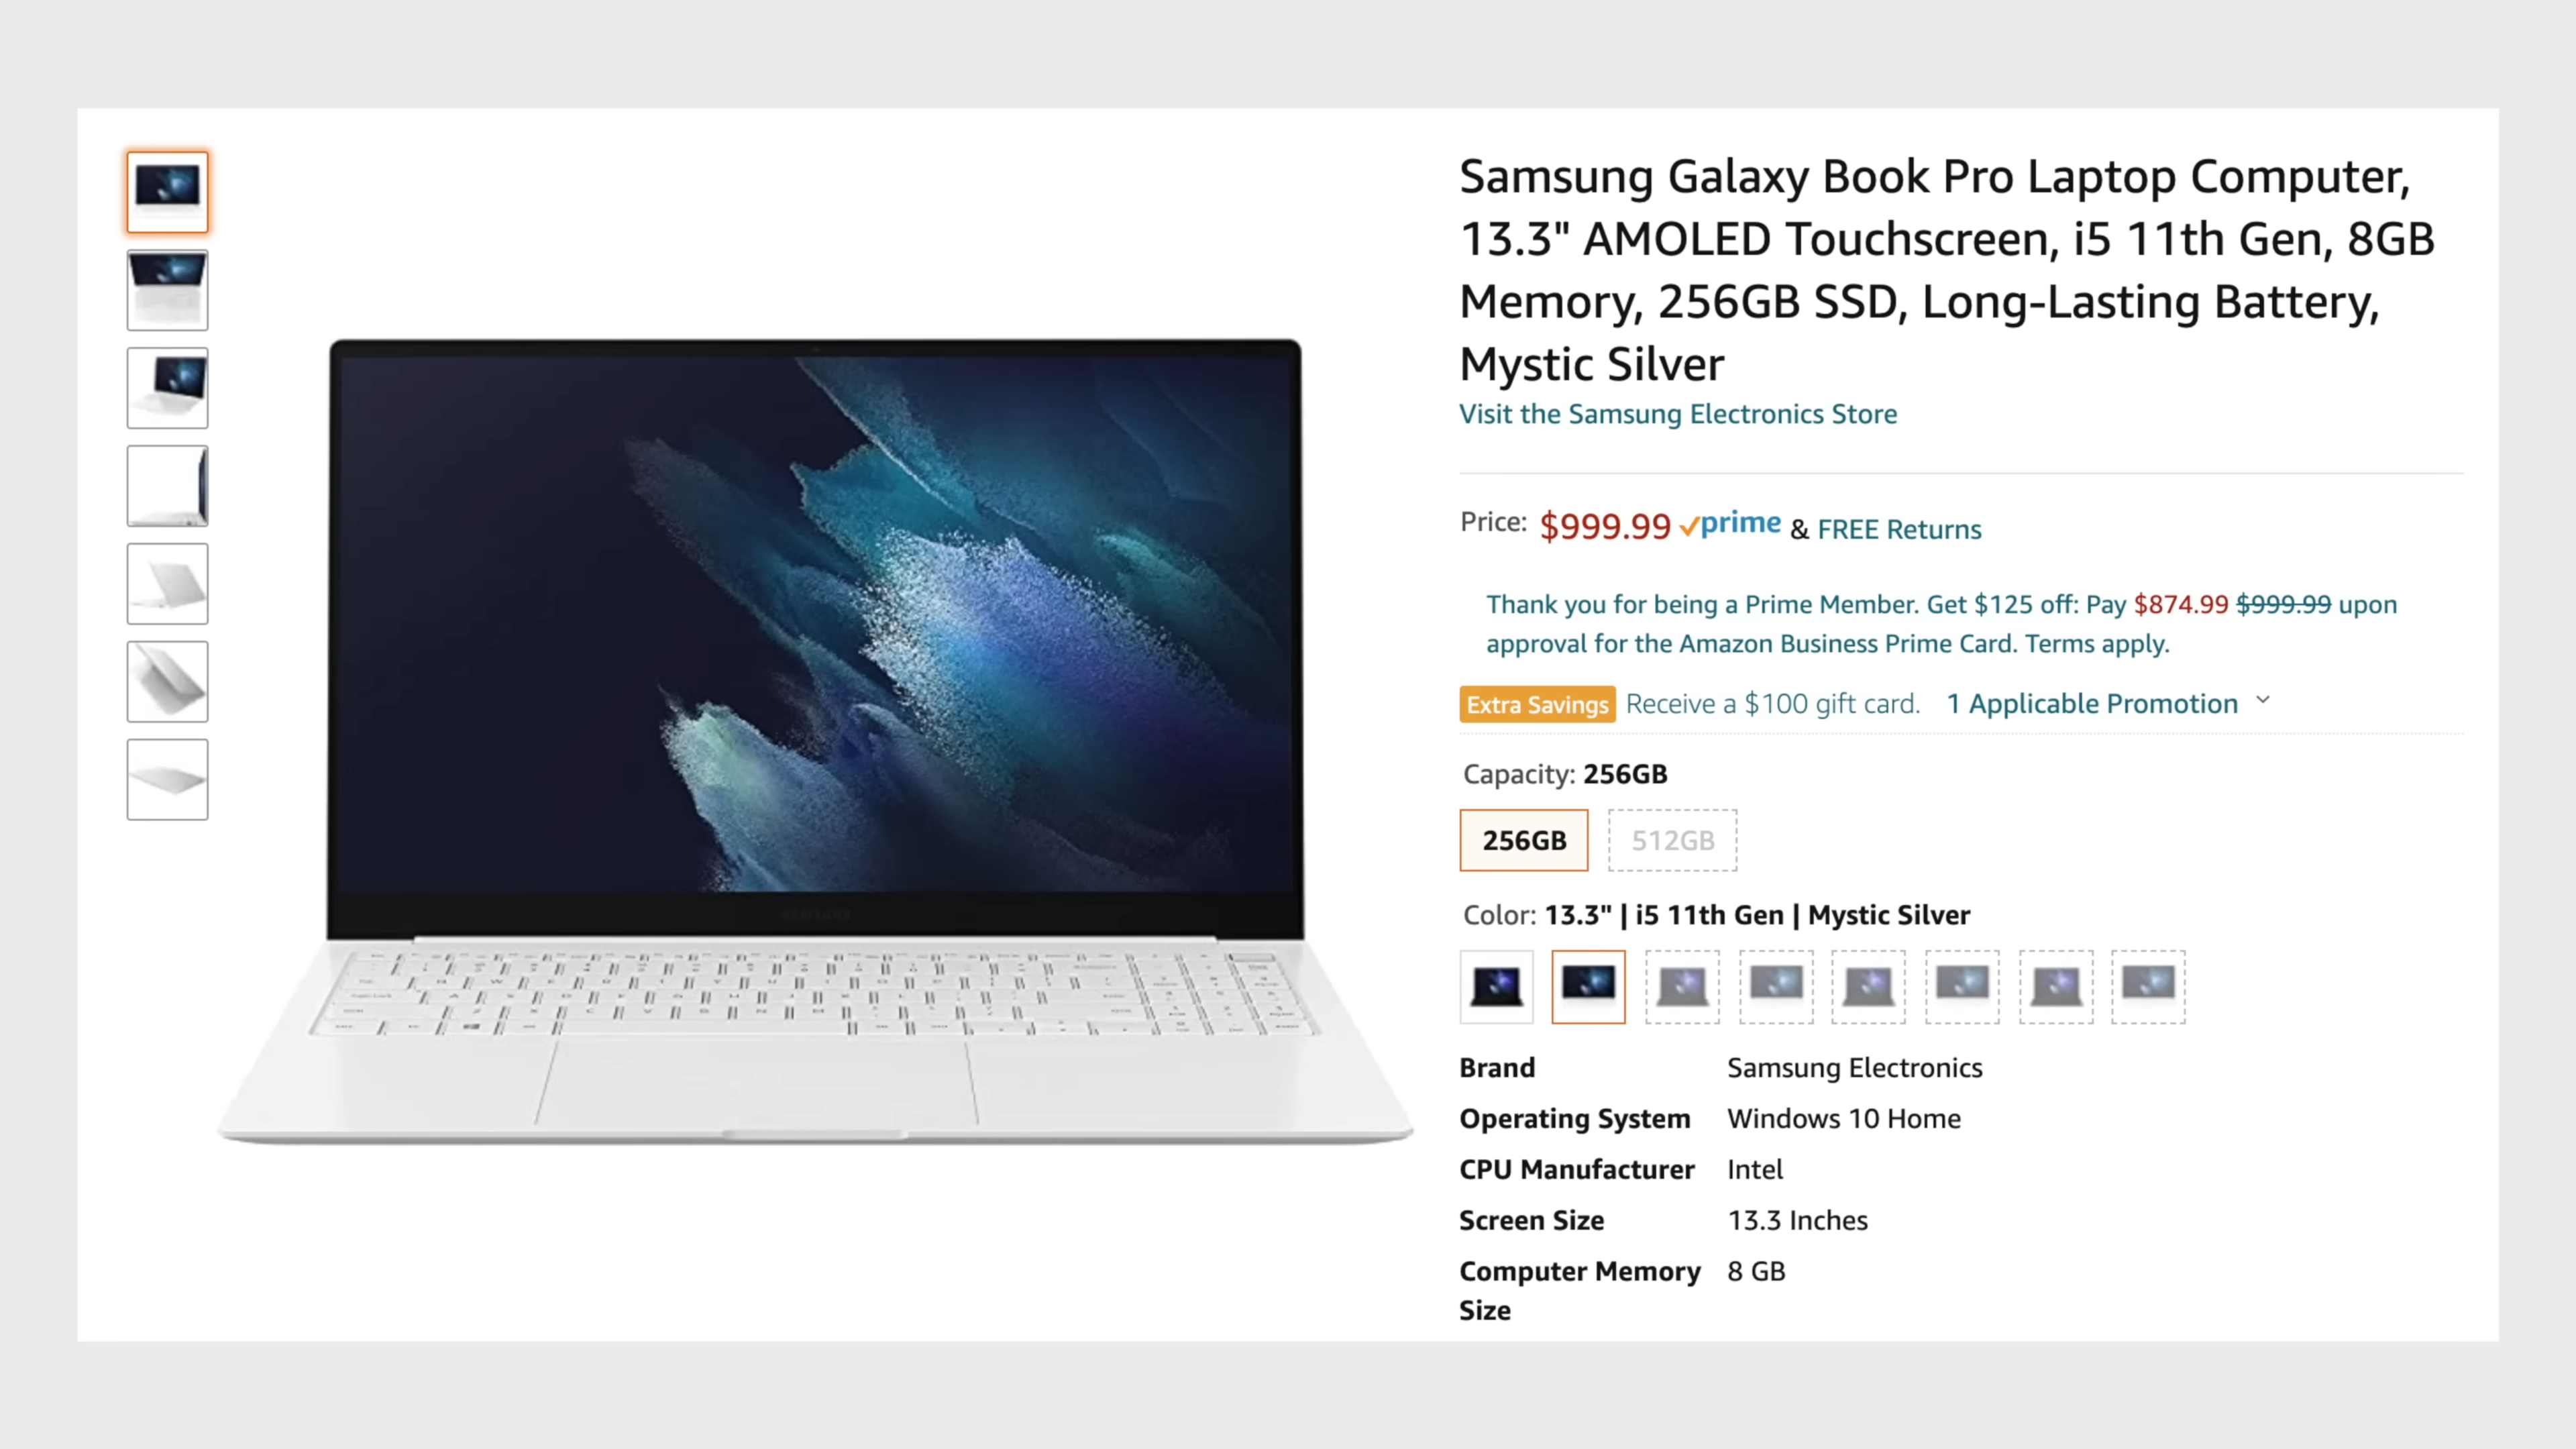 Samsung Galaxy Book Pro Laptop Computer,
13.3" AMOLED Touchscreen, i5 11th Gen, 8GB
Memory, 256GB SSD, Long-Lasting Battery,
Mystic Silver
Visit the Samsung Electronics Store
Price: $999.99 prime & FREE Returns
Thank you for being a Prime Member. Get $125 off: Pay $874.99 $999.99 upon
approval for the Amazon Business Prime Card. Terms apply.
Extra Savings Receive a $100 gift card. 1 Applicable Promotion
Capacity: 256GB
256GB 512GB
Color: 13.3" | i5 11th Gen | Mystic Silver
Brand Samsung Electronics
Operating System Windows 10 Home
CPU Manufacturer Intel
Screen Size 13.3 Inches
Computer Memory 8 GB
Size
SAMSUNG